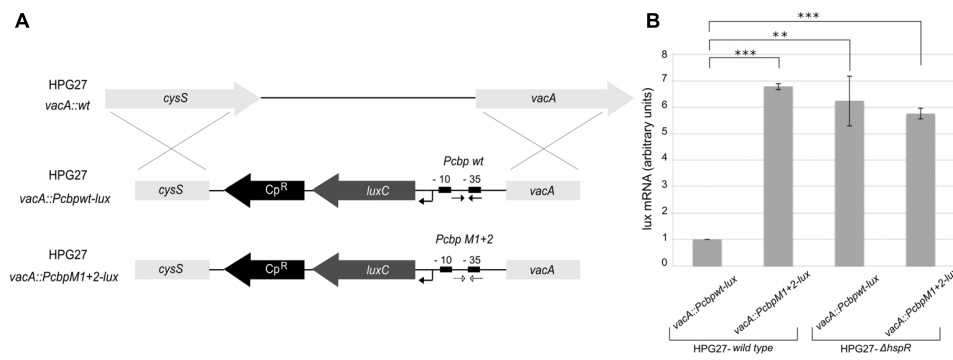 A
HPG27
vacA::wt
cysS
vacA
HPG27
vacA::Pcbpwt-lux
Pcbp wt
- 10 - 35
cysS
CpR
luxC
vacA
HPG27
vacA::PcbpM1+2-lux
Pcbp M1+2
- 10 - 35
cysS
CpR
luxC
vacA
B
***
**
***
lux mRNA (arbitrary units)
8
7
6
5
4
3
2
1
0
vacA::Pcbpwt-lux
vacA::PcbpM1+2-lux
vacA::Pcbpwt-lux
vacA::PcbpM1+2-lux
HPG27- wild type
HPG27- ΔhspR